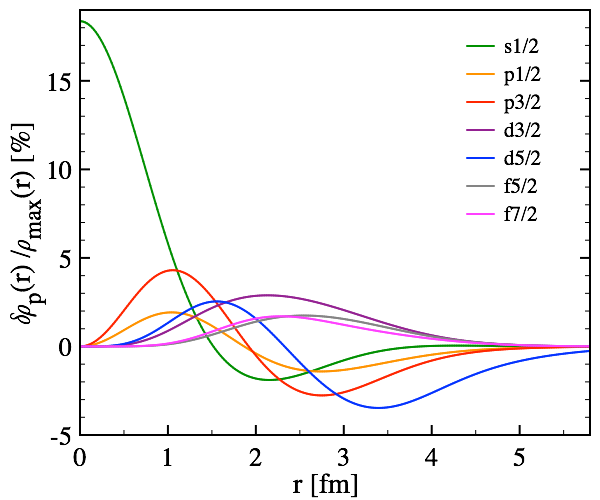 δρp(r) /ρmax(r) [%]
15
10
5
0
-5
0 1 2 3 4 5
r [fm]
s1/2
p1/2
p3/2
d3/2
d5/2
f5/2
f7/2